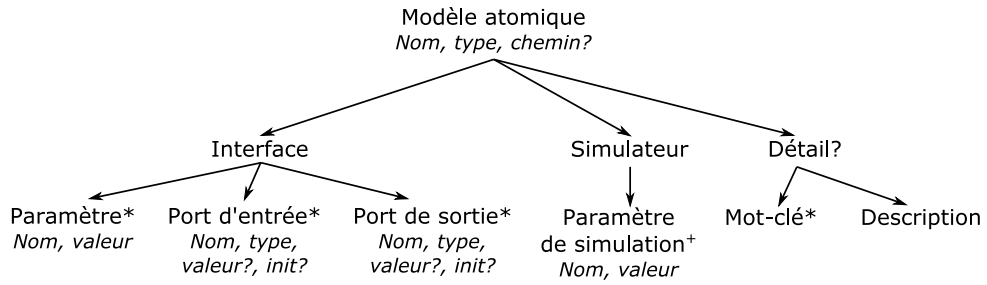 Modèle atomique
Nom, type, chemin?
Interface
Simulateur
Détail?
Paramètre*
Nom, valeur
Port d'entrée*
Nom, type,
valeur?, init?
Port de sortie*
Nom, type,
valeur?, init?
Paramètre
de simulation⁺
Nom, valeur
Mot-clé*
Description